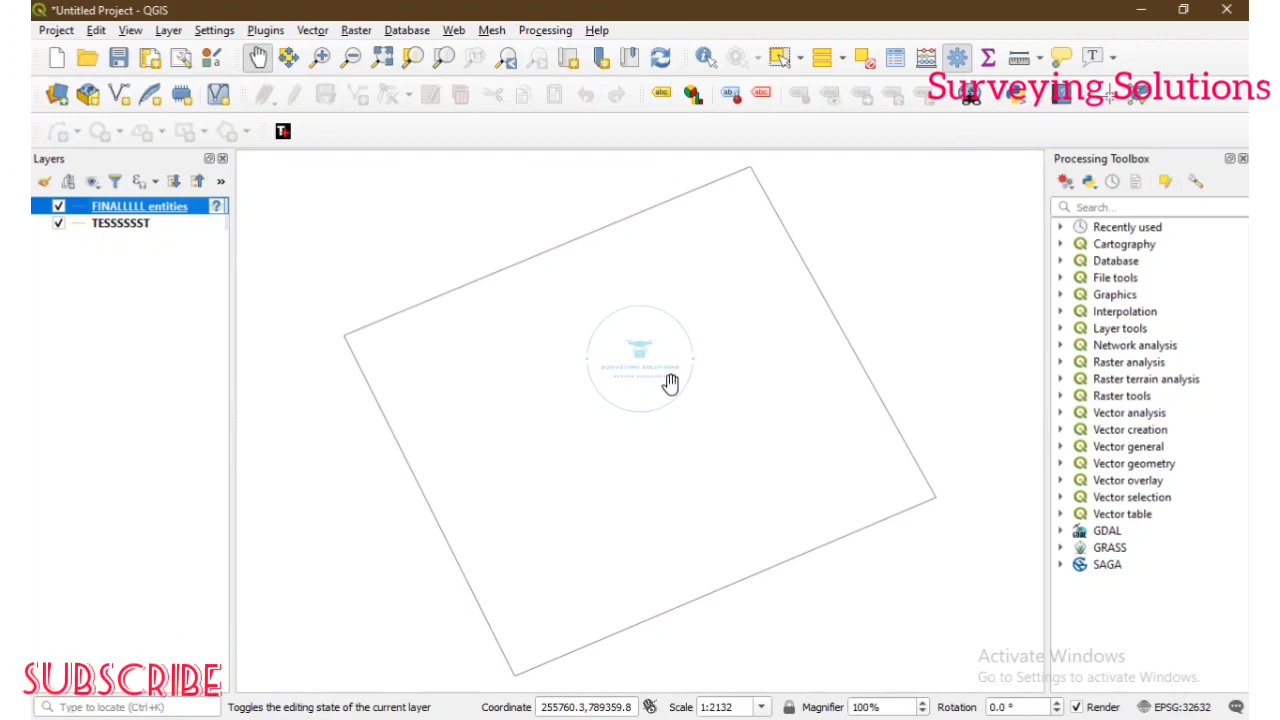 *Untitled Project - QGIS
Project Edit View Layer Settings Plugins Vector Raster Database Web Mesh Processing Help
Surveying Solutions
Layers
FINALLLLL entities
TESSSSSST
SURVEYING SOLUTIONS
Processing Toolbox
Search...
Recently used
Cartography
Database
File tools
Graphics
Interpolation
Layer tools
Network analysis
Raster analysis
Raster terrain analysis
Raster tools
Vector analysis
Vector creation
Vector general
Vector geometry
Vector overlay
Vector selection
Vector table
GDAL
GRASS
SAGA
Activate Windows
Go to Settings to activate Windows.
SUBSCRIBE
Type to locate (Ctrl+K) Toggles the editing state of the current layer Coordinate 255760.3,789359.8 Scale 1:2132 Magnifier 100% Rotation 0.0 ° Render EPSG:32632